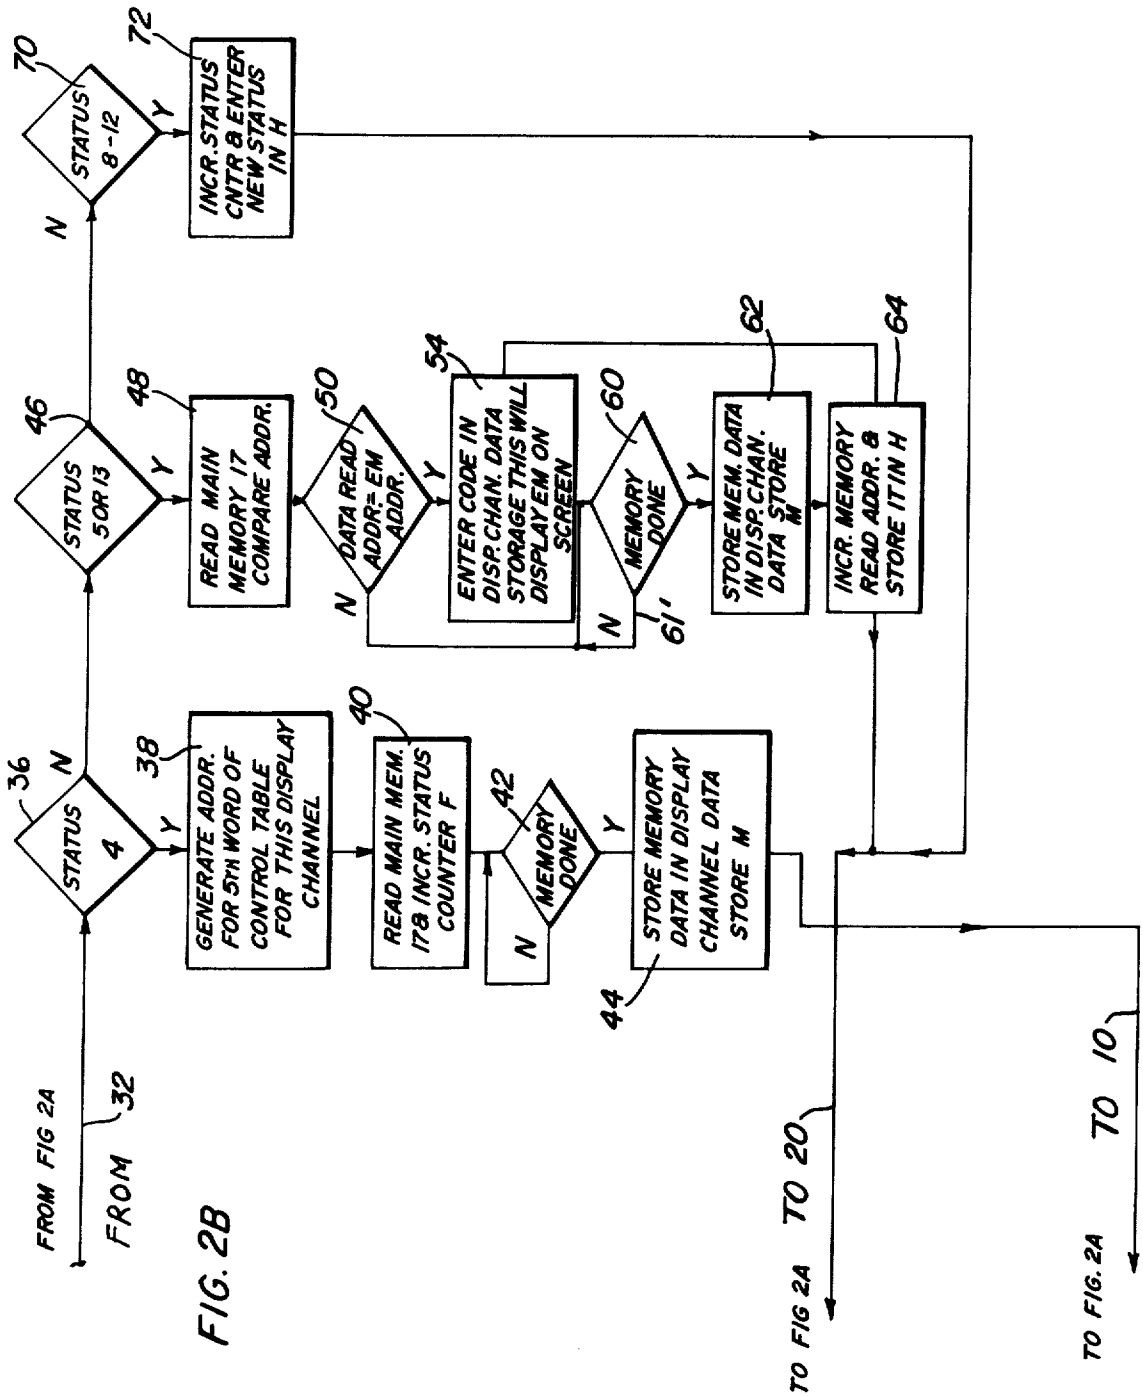 FROM FIG 2A
FROM 32
FIG. 2B
36
STATUS
4
N
Y
38
GENERATE ADDR.
FOR 5TH WORD OF
CONTROL TABLE
FOR THIS DISPLAY
CHANNEL
40
READ MAIN MEM.
17& INCR. STATUS
COUNTER F
42
MEMORY
DONE
N
Y
44
STORE MEMORY
DATA IN DISPLAY
CHANNEL DATA
STORE M
46
STATUS
5 OR 13
N
Y
48
READ MAIN
MEMORY 17
COMPARE ADDR.
50
DATA READ
ADDR.= EM
ADDR.
N
Y
54
ENTER CODE IN
DISP. CHAN. DATA
STORAGE THIS WILL
DISPLAY EM ON
SCREEN
60
MEMORY
DONE
N
61'
Y
62
STORE MEM. DATA
IN DISP. CHAN.
DATA STORE
M
64
INCR. MEMORY
READ ADDR. &
STORE IT IN H
70
STATUS
8-12
Y
72
INCR. STATUS
CNTR & ENTER
NEW STATUS
IN H
TO FIG 2A TO 20
TO FIG. 2A TO 10